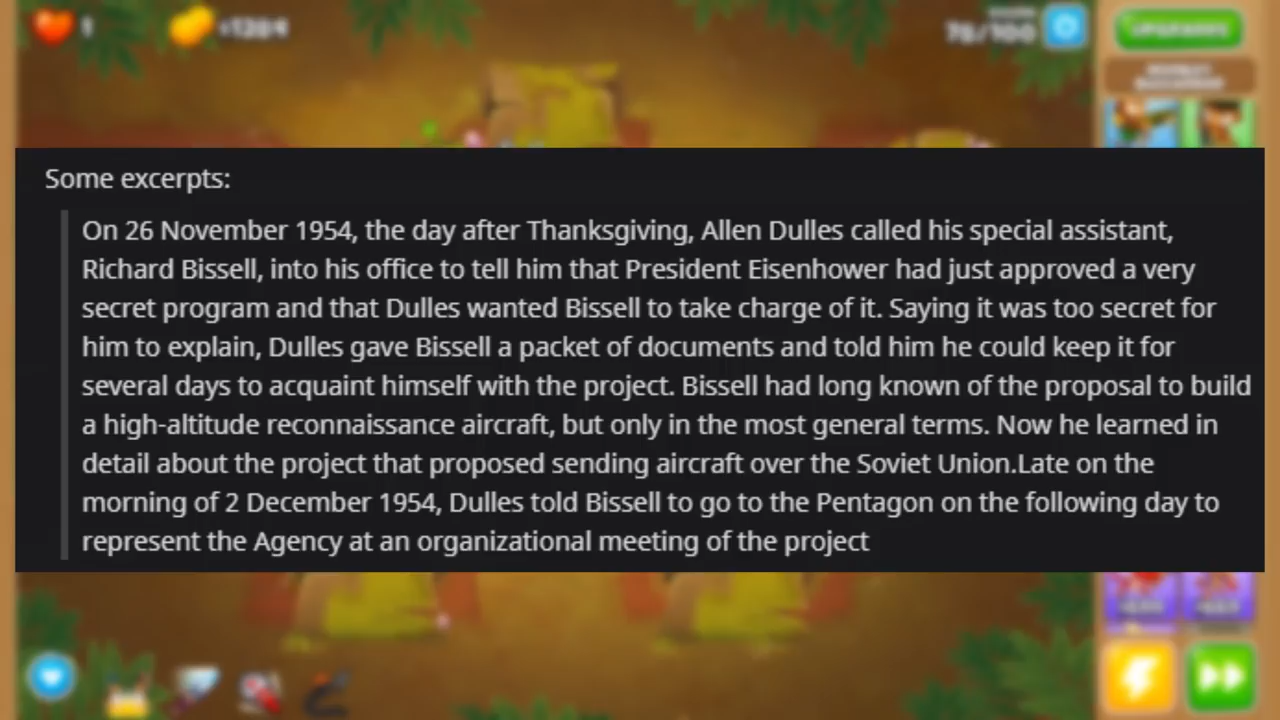 1
Some excerpts:
On 26 November 1954, the day after Thanksgiving, Allen Dulles called his special assistant,
Richard Bissell, into his office to tell him that President Eisenhower had just approved a very
secret program and that Dulles wanted Bissell to take charge of it. Saying it was too secret for
him to explain, Dulles gave Bissell a packet of documents and told him he could keep it for
several days to acquaint himself with the project. Bissell had long known of the proposal to build
a high-altitude reconnaissance aircraft, but only in the most general terms. Now he learned in
detail about the project that proposed sending aircraft over the Soviet Union.Late on the
morning of 2 December 1954, Dulles told Bissell to go to the Pentagon on the following day to
represent the Agency at an organizational meeting of the project